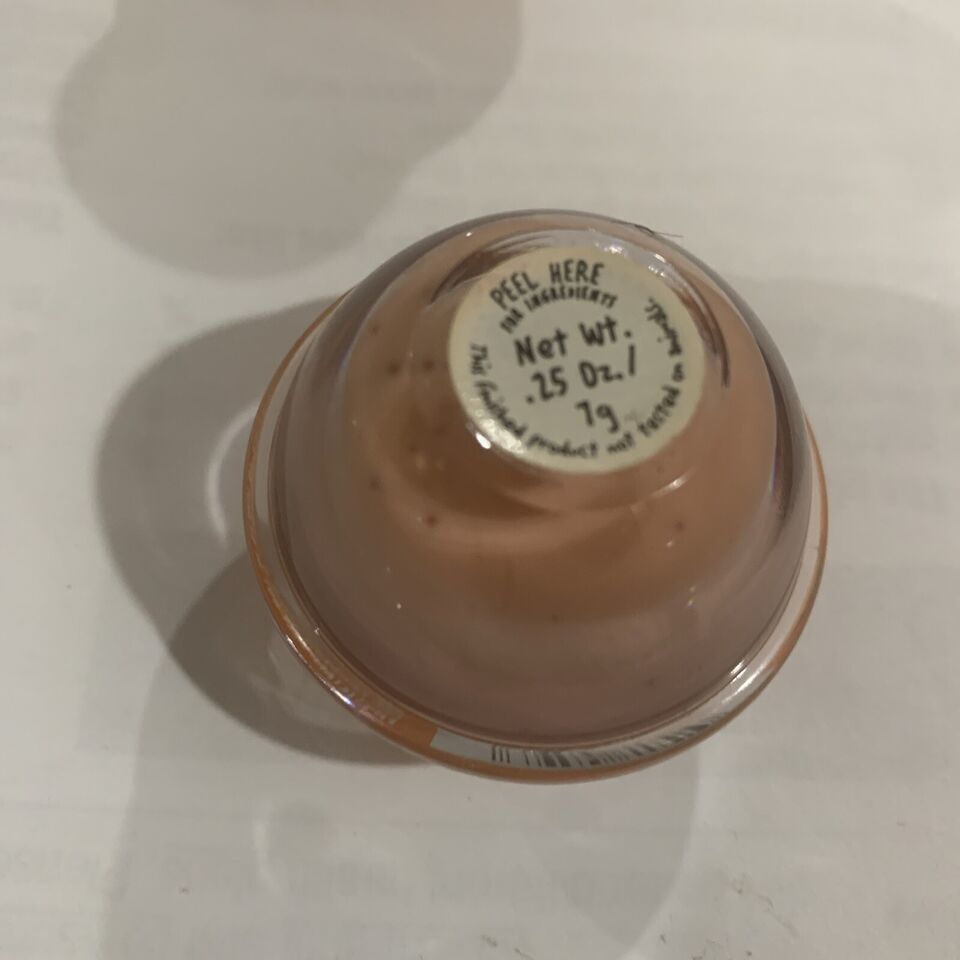 PEEL HERE
FOR INGREDIENTS
Net Wt.
.25 Oz./
7g
This finished product not tested on animals.